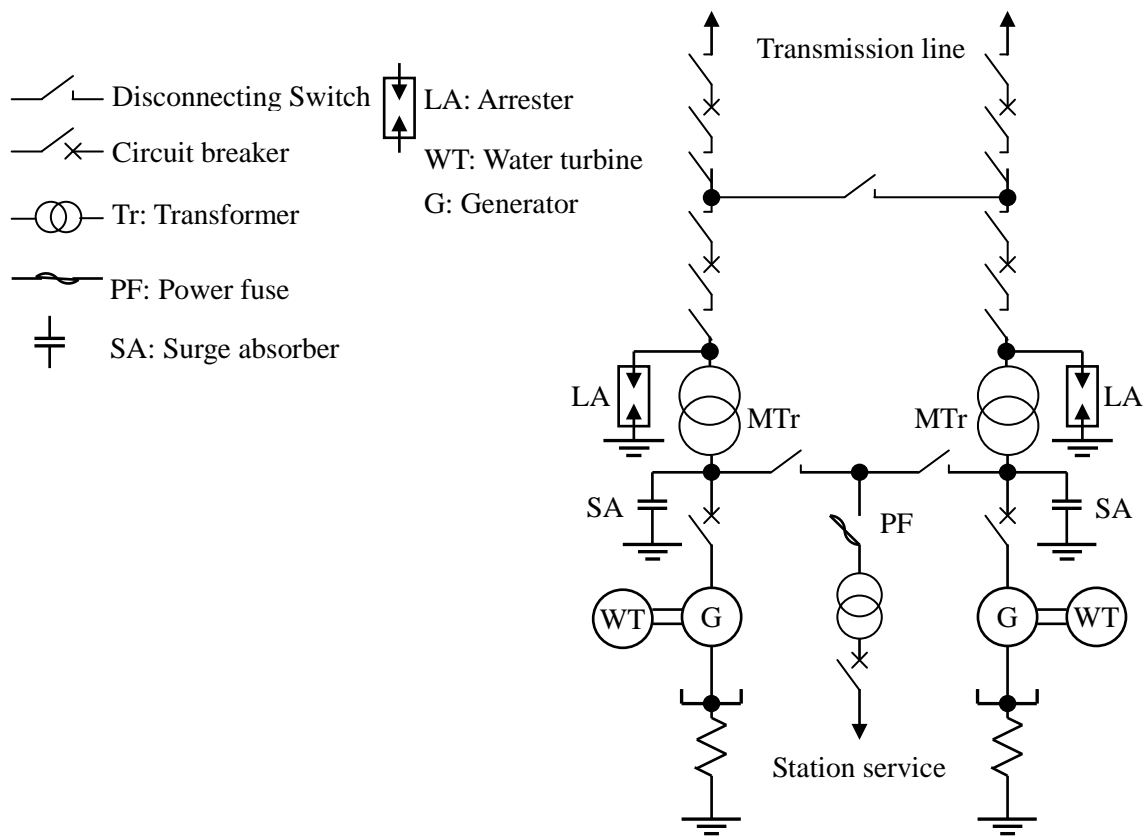 Transmission line
Disconnecting Switch
LA: Arrester
Circuit breaker
WT: Water turbine
G: Generator
Tr: Transformer
PF: Power fuse
SA: Surge absorber
LA
MTr
MTr
LA
SA
PF
SA
WT
G
G
WT
Station service